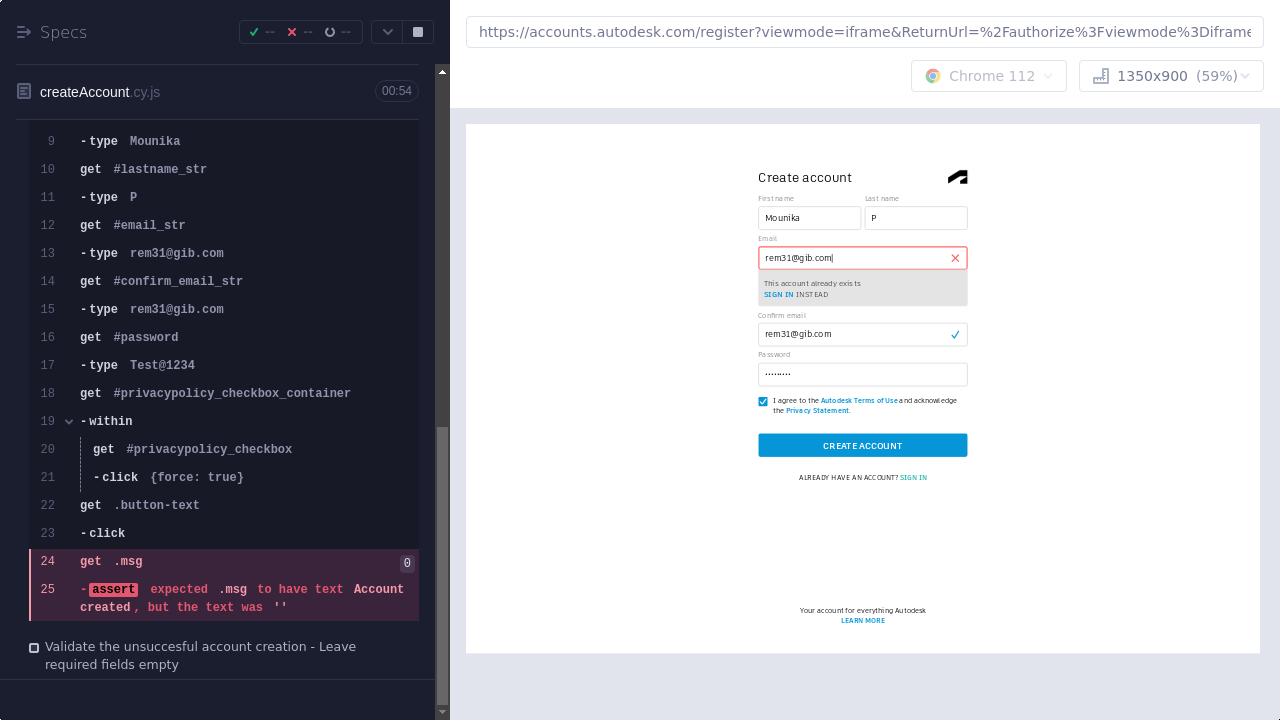 Specs
--
--
--
createAccount.cy.js
00:54
9 -type Mounika
10 get #lastname_str
11 -type P
12 get #email_str
13 -type rem31@gib.com
14 get #confirm_email_str
15 -type rem31@gib.com
16 get #password
17 -type Test@1234
18 get #privacypolicy_checkbox_container
19 -within
20 get #privacypolicy_checkbox
21 -click {force: true}
22 get .button-text
23 -click
24 get .msg 0
25 -assert expected .msg to have text Account
created, but the text was ''
Validate the unsuccesful account creation - Leave
required fields empty
https://accounts.autodesk.com/register?viewmode=iframe&ReturnUrl=%2Fauthorize%3Fviewmode%3Diframe
Chrome 112
1350x900 (59%)
Create account
First name Last name
Mounika P
Email
rem31@gib.com
This account already exists
SIGN IN INSTEAD
Confirm email
rem31@gib.com
Password
•••••••••
I agree to the Autodesk Terms of Use and acknowledge
the Privacy Statement.
CREATE ACCOUNT
ALREADY HAVE AN ACCOUNT? SIGN IN
Your account for everything Autodesk
LEARN MORE